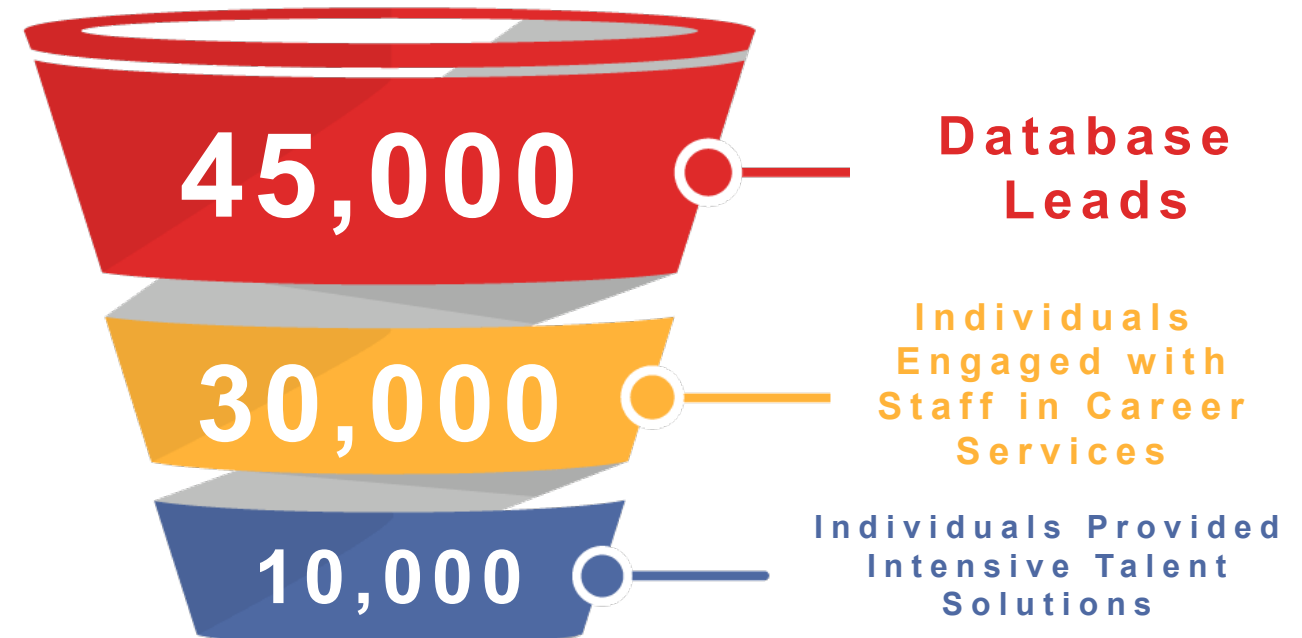 45,000
Database
Leads
30,000
Individuals
Engaged with
Staff in Career
Services
10,000
Individuals Provided
Intensive Talent
Solutions